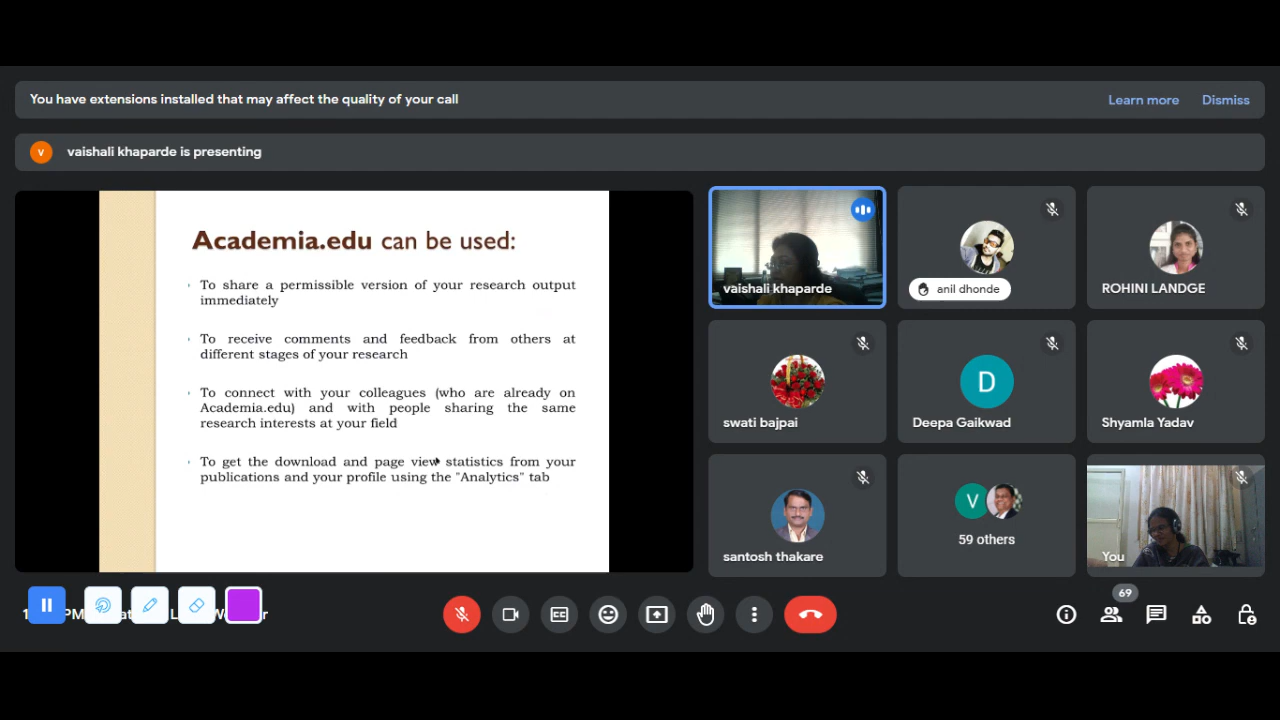 You have extensions installed that may affect the quality of your call
Learn more
Dismiss
V
vaishali khaparde is presenting
Academia.edu can be used:
To share a permissible version of your research output
immediately
To receive comments and feedback from others at
different stages of your research
To connect with your colleagues (who are already on
Academia.edu) and with people sharing the same
research interests at your field
To get the download and page view statistics from your
publications and your profile using the "Analytics" tab
vaishali khaparde
anil dhonde
ROHINI LANDGE
swati bajpai
D
Deepa Gaikwad
Shyamla Yadav
santosh thakare
V
59 others
You
PM
CC
69